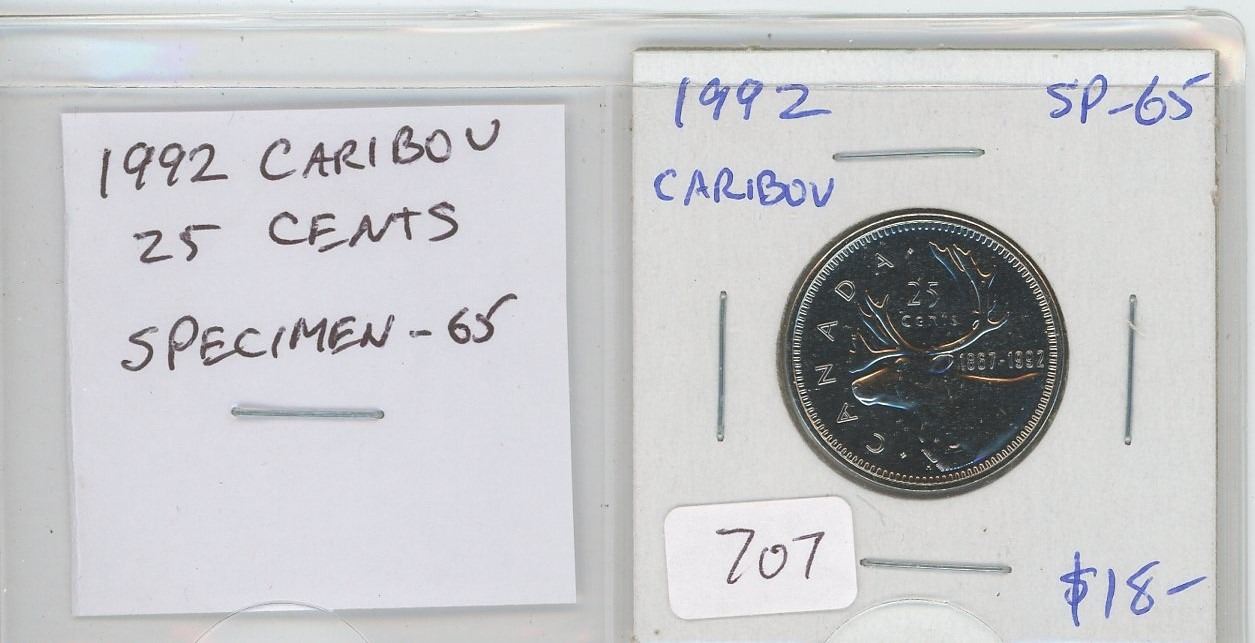 1992 CARIBOU
25 CENTS
SPECIMEN-65
1992 SP-65
CARIBOU
CANADA
25
cents
1867-1992
707
$18-